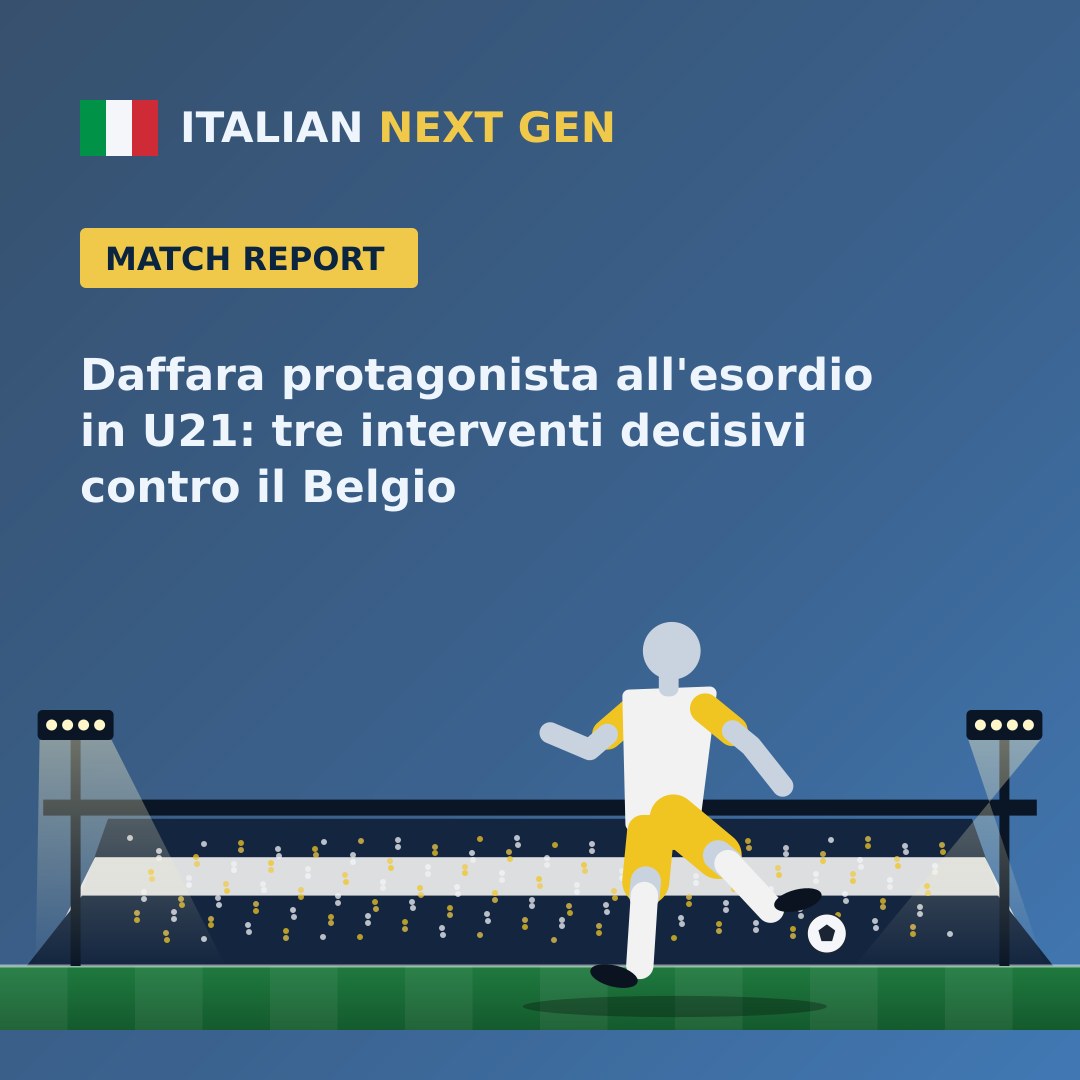 ITALIAN NEXT GEN
MATCH REPORT
Daffara protagonista all'esordio
in U21: tre interventi decisivi
contro il Belgio